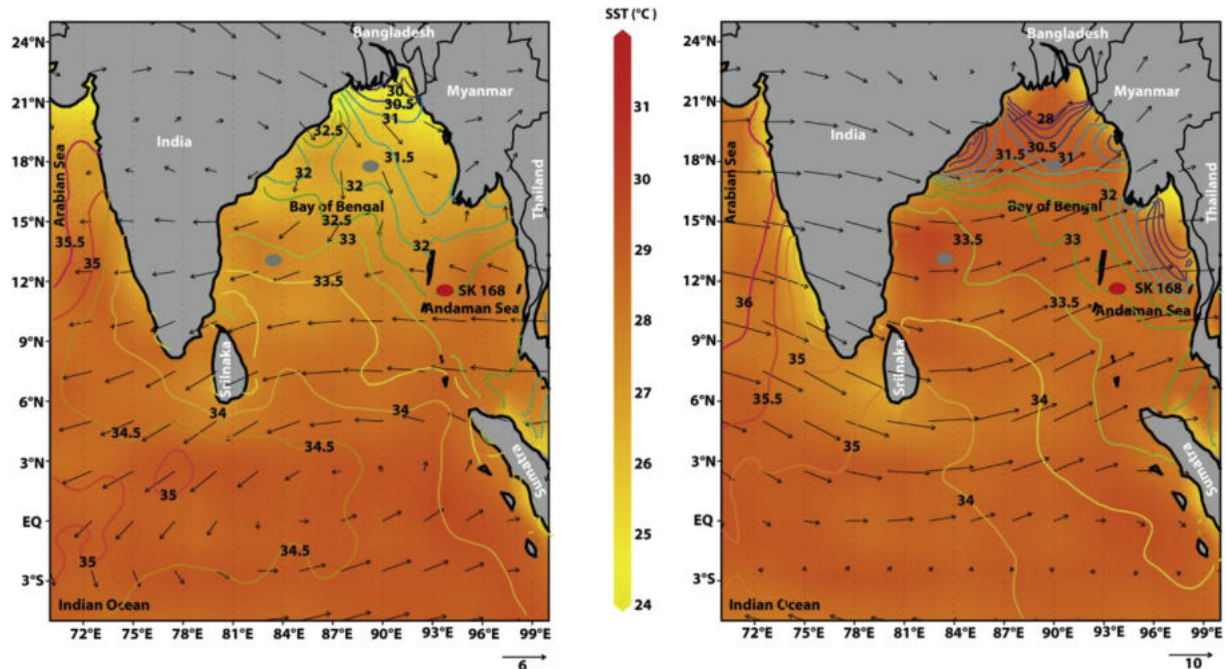 SST (°C)
31
30
29
28
27
26
25
24
24°N
21°N
18°N
15°N
12°N
9°N
6°N
3°N
EQ
3°S
72°E 75°E 78°E 81°E 84°E 87°E 90°E 93°E 96°E 99°E
6
Bangladesh
Myanmar
India
Thailand
Arabian Sea
Bay of Bengal
SK 168
Andaman Sea
Srilnaka
Sumatra
Indian Ocean
30
30.5
31
32.5
31.5
32
32
32.5
33
32
35.5
35
33.5
34
34
34.5
34.5
35
34.5
35
24°N
21°N
18°N
15°N
12°N
9°N
6°N
3°N
EQ
3°S
72°E 75°E 78°E 81°E 84°E 87°E 90°E 93°E 96°E 99°E
10
Bangladesh
Myanmar
India
Thailand
Arabian Sea
Bay of Bengal
SK 168
Andaman Sea
Srilnaka
Sumatra
Indian Ocean
28
30.5
31.5
31
32
33.5
33
36
33.5
35
35.5
34
35
34